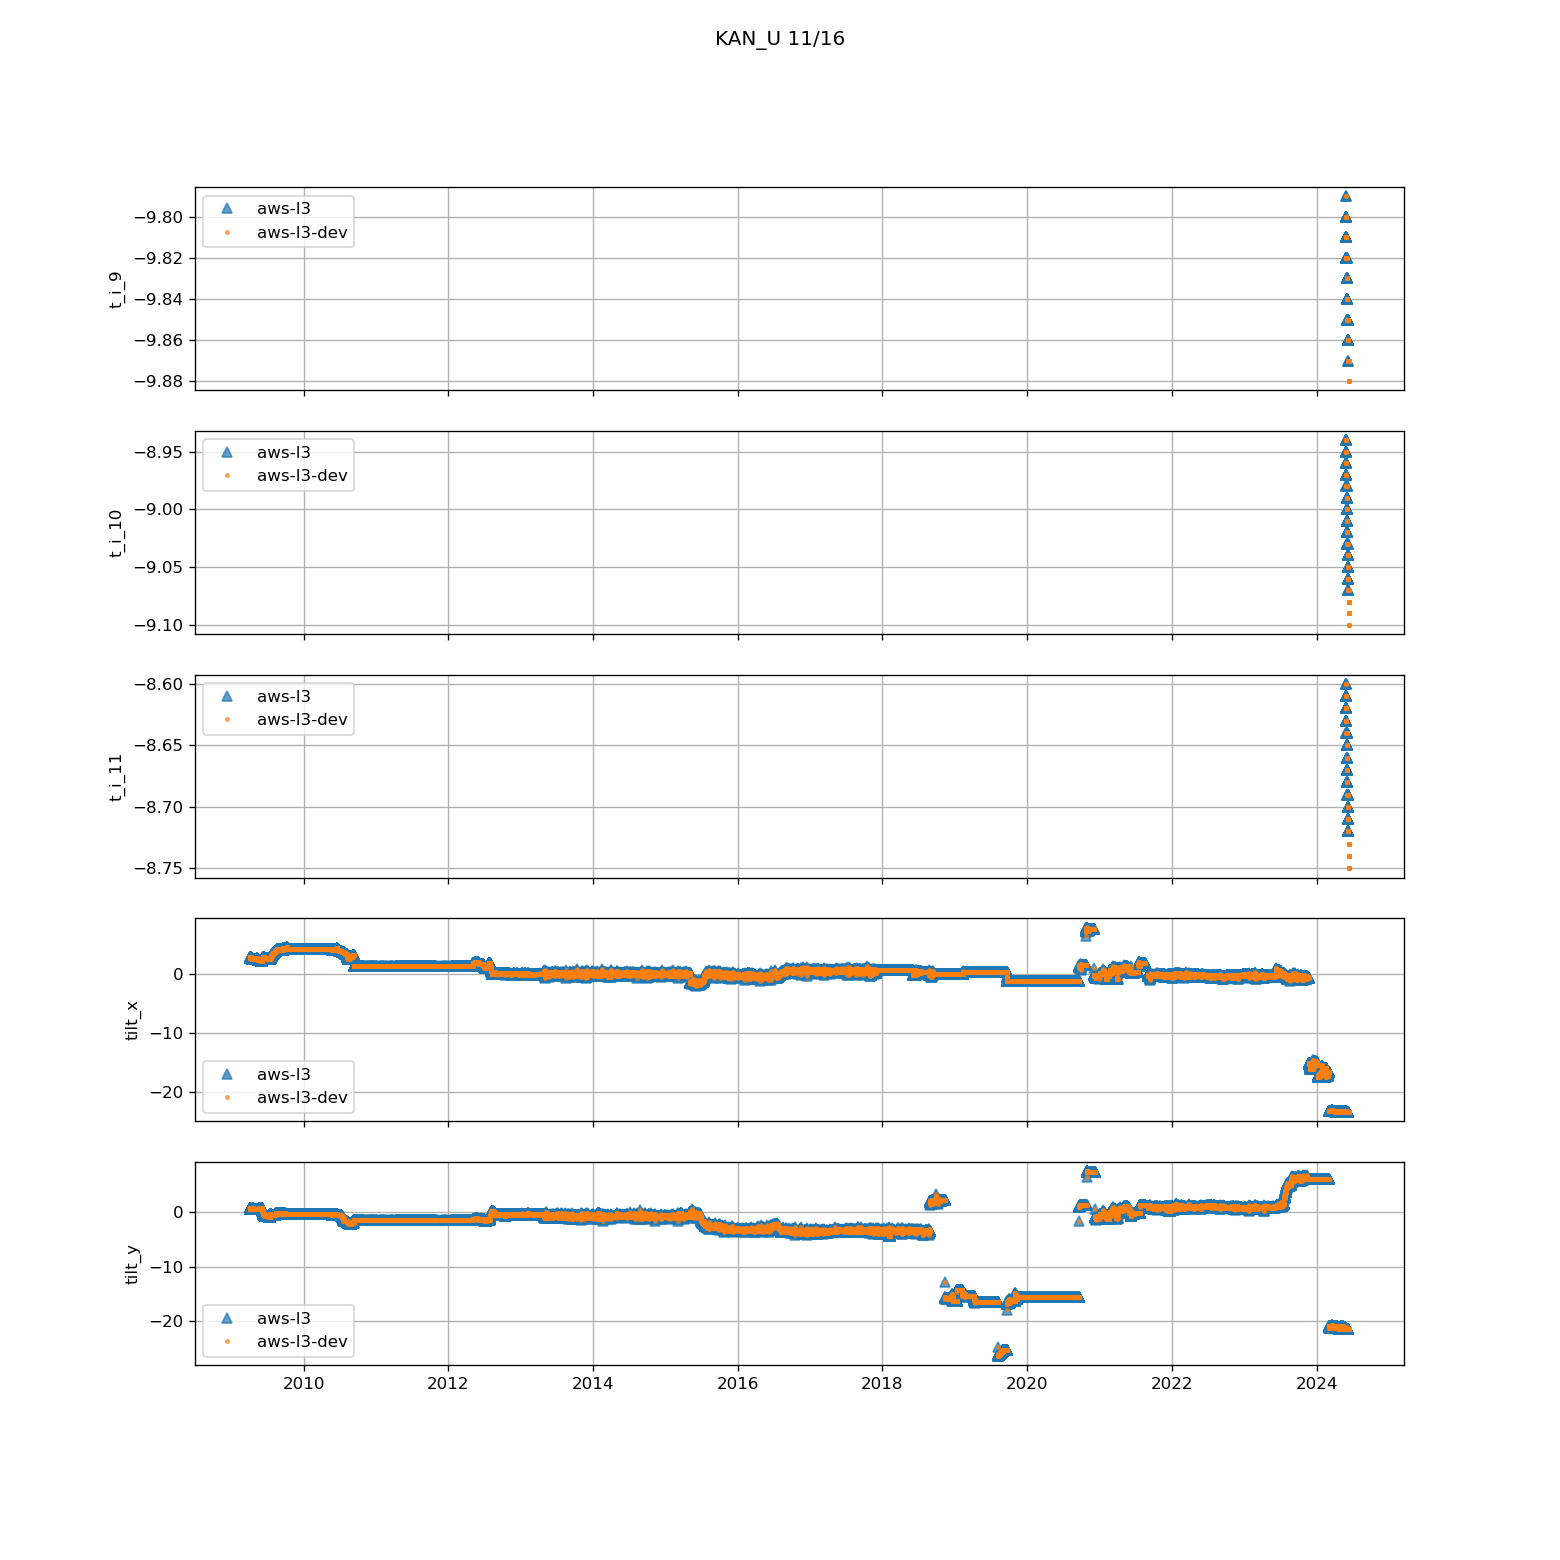 KAN_U 11/16
aws-l3
aws-l3-dev
−9.80
−9.82
−9.84
−9.86
−9.88
t_i_9
aws-l3
aws-l3-dev
−8.95
−9.00
−9.05
−9.10
t_i_10
aws-l3
aws-l3-dev
−8.60
−8.65
−8.70
−8.75
t_i_11
0
−10
−20
tilt_x
aws-l3
aws-l3-dev
0
−10
−20
tilt_y
aws-l3
aws-l3-dev
2010 2012 2014 2016 2018 2020 2022 2024